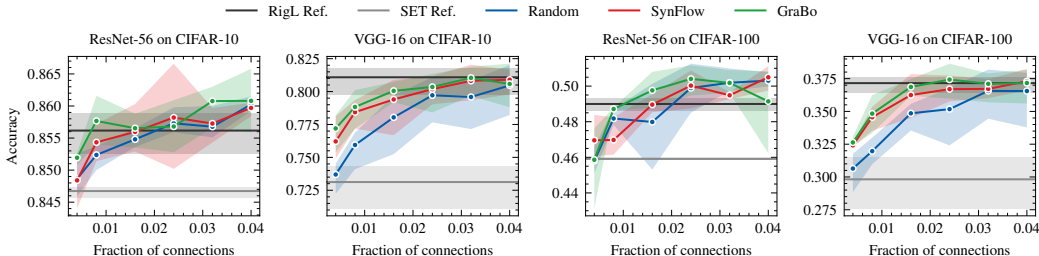 RigL Ref. SET Ref. Random SynFlow GraBo
ResNet-56 on CIFAR-10 VGG-16 on CIFAR-10 ResNet-56 on CIFAR-100 VGG-16 on CIFAR-100
Accuracy
0.865
0.860
0.855
0.850
0.845
0.01 0.02 0.03 0.04
Fraction of connections
0.825
0.800
0.775
0.750
0.725
0.01 0.02 0.03 0.04
Fraction of connections
0.50
0.48
0.46
0.44
0.01 0.02 0.03 0.04
Fraction of connections
0.375
0.350
0.325
0.300
0.275
0.01 0.02 0.03 0.04
Fraction of connections